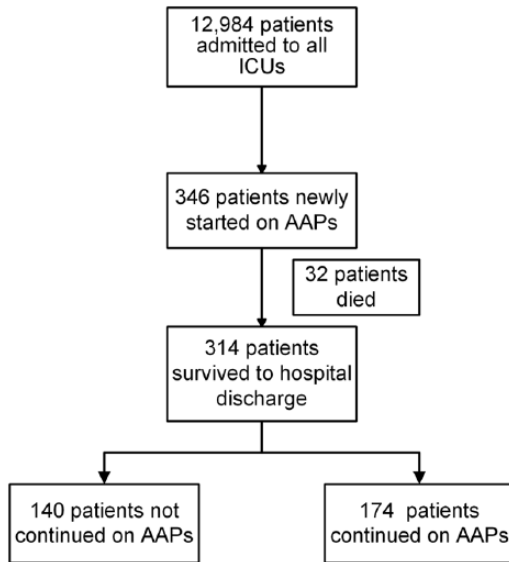 12,984 patients
admitted to all
ICUs
346 patients newly
started on AAPs
32 patients
died
314 patients
survived to hospital
discharge
140 patients not
continued on AAPs
174 patients
continued on AAPs